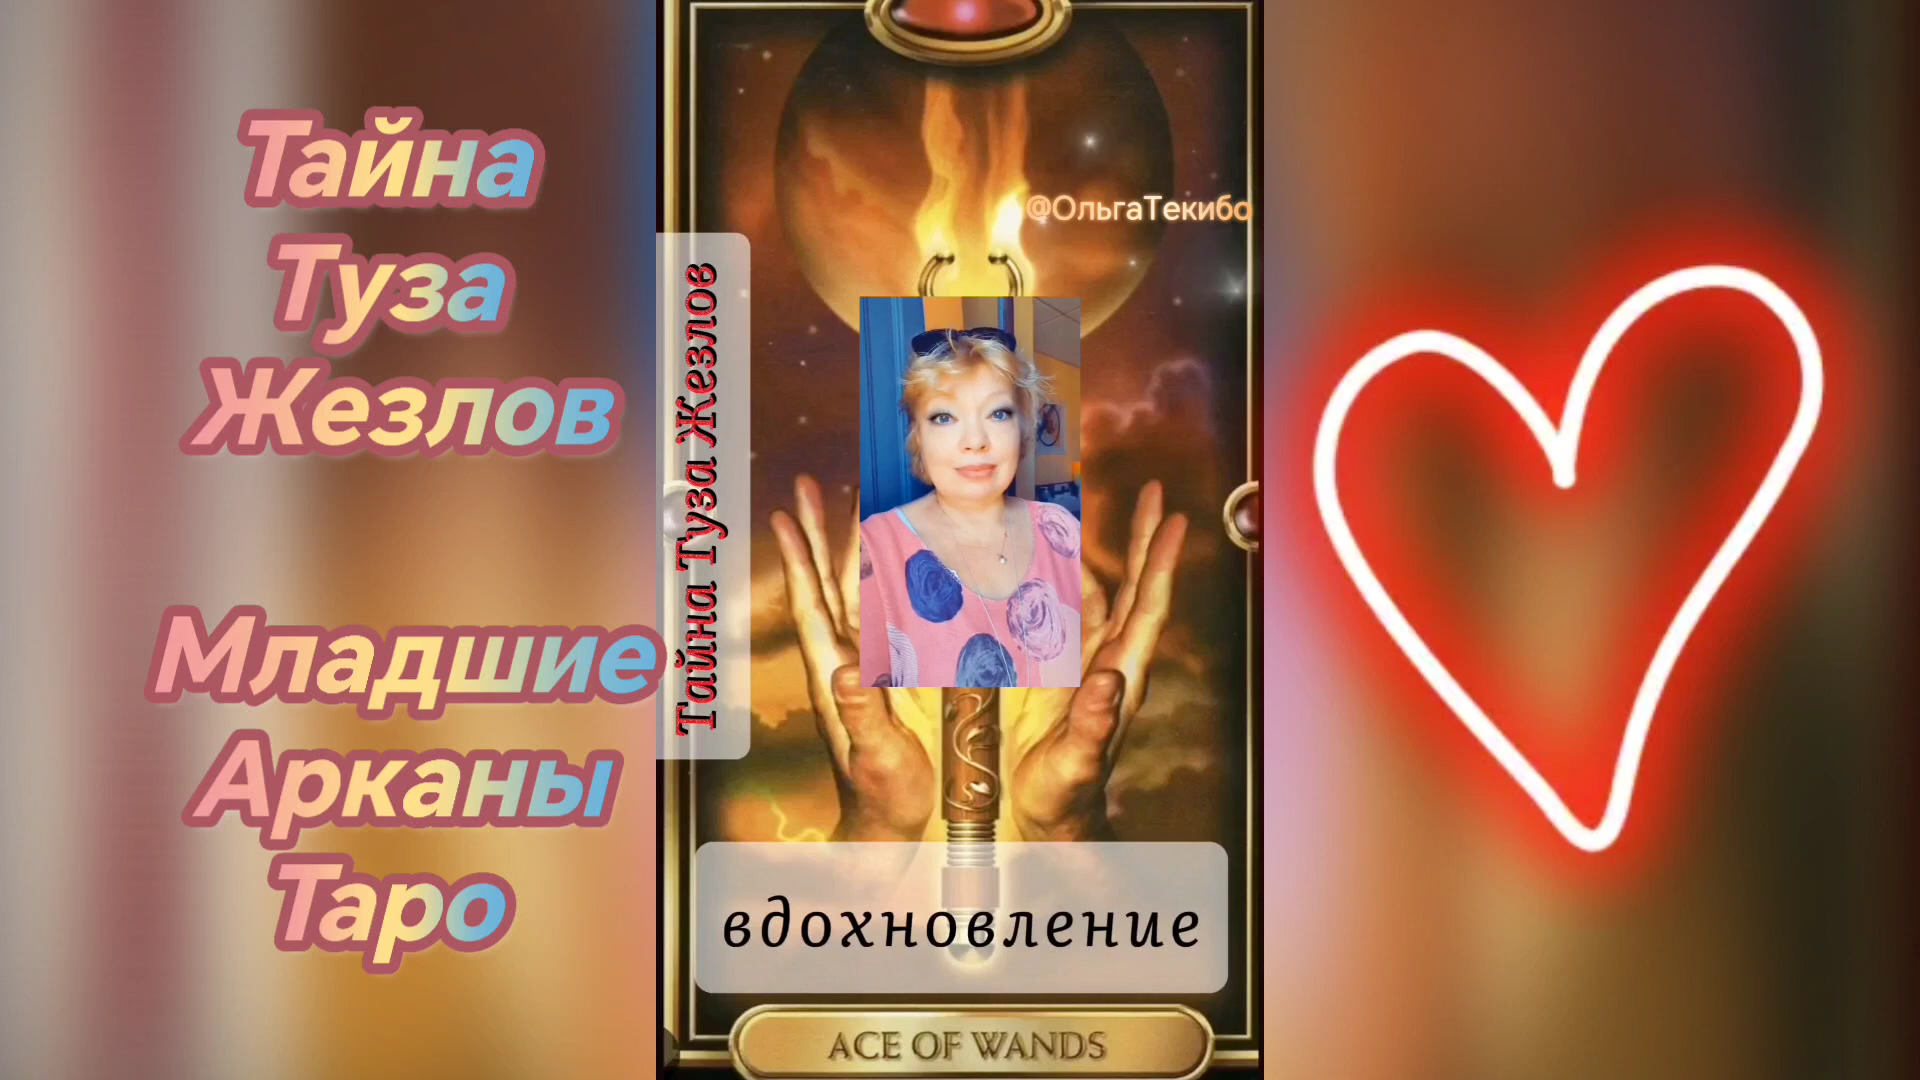 Тайна
Туза
Жезлов
Младшие
Арканы
Таро
Тайна Туза Жезлов
@ОльгаТекибо
вдохновление
ACE OF WANDS